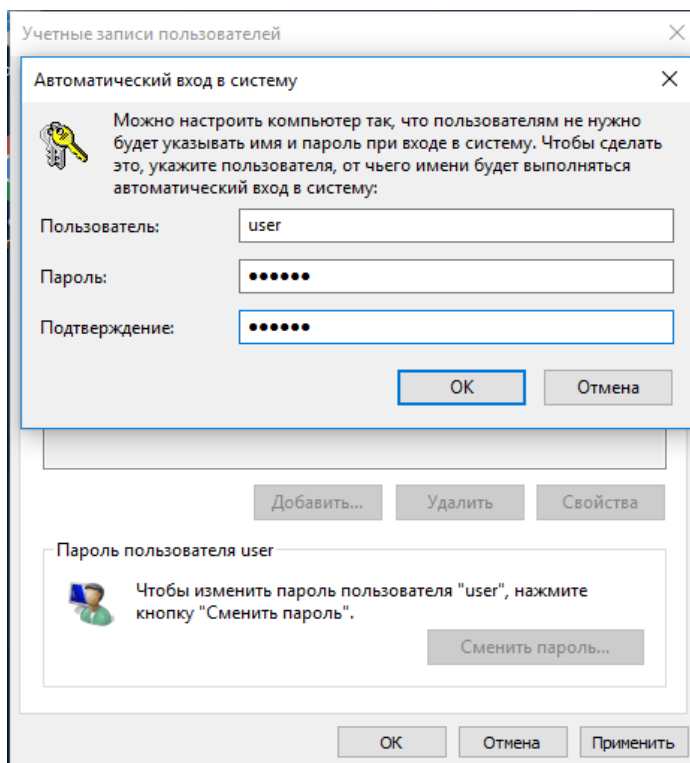 Учетные записи пользователей
Автоматический вход в систему
Можно настроить компьютер так, что пользователям не нужно
будет указывать имя и пароль при входе в систему. Чтобы сделать
это, укажите пользователя, от чьего имени будет выполняться
автоматический вход в систему:
Пользователь: user
Пароль: ●●●●●●
Подтверждение: ●●●●●●
ОК Отмена
Добавить... Удалить Свойства
Пароль пользователя user
Чтобы изменить пароль пользователя "user", нажмите
кнопку "Сменить пароль".
Сменить пароль...
ОК Отмена Применить